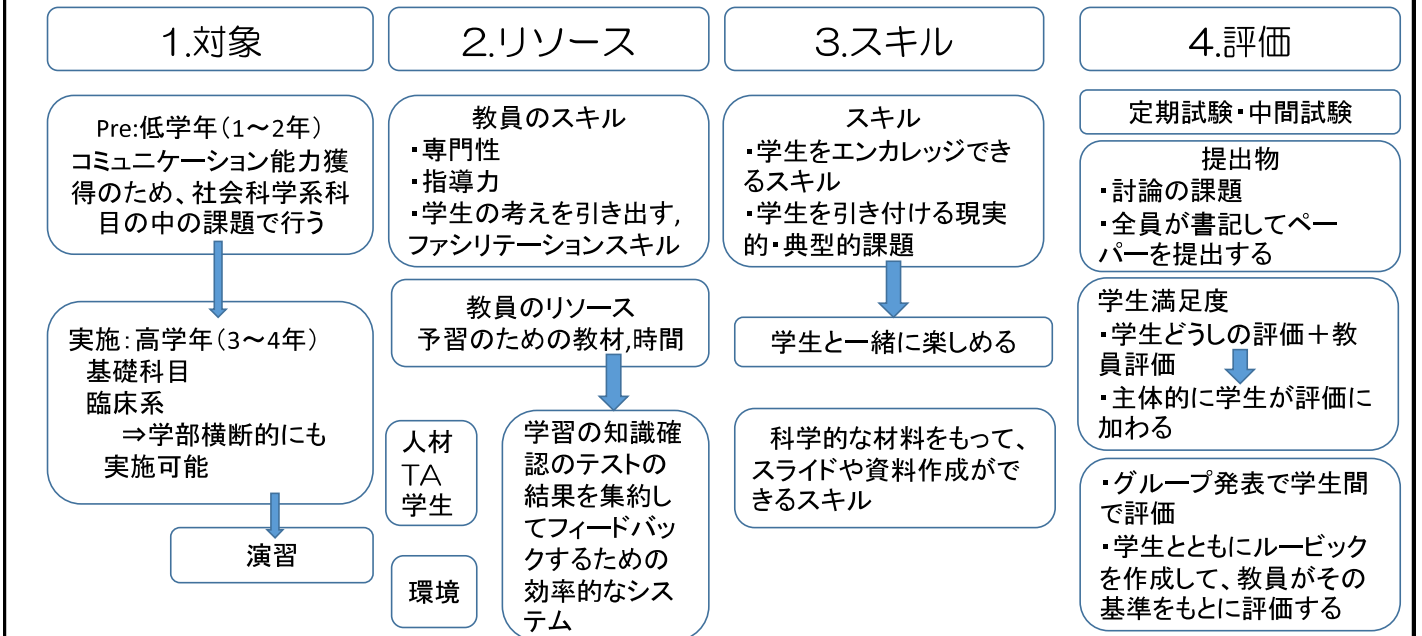 1.対象
Pre:低学年(1～2年)
コミュニケーション能力獲
得のため、社会科学系科
目の中の課題で行う
実施:高学年(3～4年)
基礎科目
臨床系
⇒学部横断的にも
実施可能
演習
2.リソース
教員のスキル
・専門性
・指導力
・学生の考えを引き出す,
ファシリテーションスキル
教員のリソース
予習のための教材,時間
人材
TA
学生
環境
学習の知識確
認のテストの
結果を集約し
てフィードバッ
クするための
効率的なシス
テム
3.スキル
スキル
・学生をエンカレッジでき
るスキル
・学生を引き付ける現実
的・典型的課題
学生と一緒に楽しめる
科学的な材料をもって、
スライドや資料作成がで
きるスキル
4.評価
定期試験・中間試験
提出物
・討論の課題
・全員が書記してペー
パーを提出する
学生満足度
・学生どうしの評価＋教
員評価
・主体的に学生が評価に
加わる
・グループ発表で学生間
で評価
・学生とともにルービック
を作成して、教員がその
基準をもとに評価する